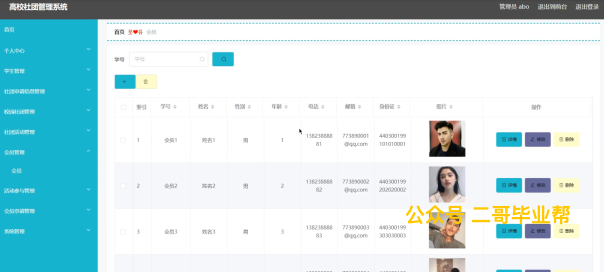 高校社团管理系统
管理员 abo 退出到前台 退出登录
首页
个人中心
学生管理
社团申请信息管理
校园社团管理
社团活动管理
会员管理
会员
活动参与管理
会员申请管理
系统管理
首页 会员
学号 学号
索引 学号 姓名 性别 年龄 电话 邮箱 身份证 照片 操作
1 会员1 姓名1 男 1 13823888881 773890001@qq.com 440300199101010001 详情 修改 删除
2 会员2 姓名2 男 2 13823888882 773890002@qq.com 440300199202020002 详情 修改 删除
3 会员3 姓名3 男 3 13823888883 773890003@qq.com 440300199303030003 详情 修改 删除
公众号 二哥毕业帮